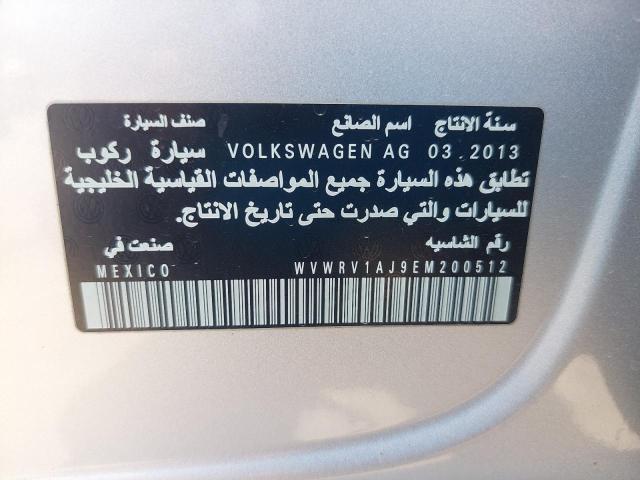 سنة الانتاج اسم الصانع صنف السيارة
03.2013 VOLKSWAGEN AG سيارة ركوب
تطابق هذه السيارة جميع المواصفات القياسية الخليجية
للسيارات والتي صدرت حتى تاريخ الانتاج.
رقم الشاسيه صنعت في
WVWRV1AJ9EM200512 MEXICO